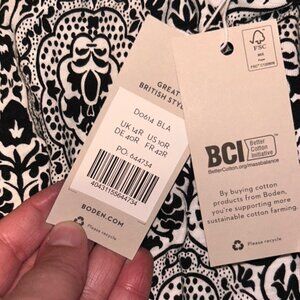 GREAT
BRITISH STYLE
D0614 BLA
UK 14R US 10R
DE 40R FR 42R
PO: 644734
BODEN.COM
Please recycle
FSC
MIX
BCI
Better
Cotton
Initiative
BetterCotton.org/massbalance
By buying cotton
products from Boden,
you're supporting more
sustainable cotton farming.
Please recycle